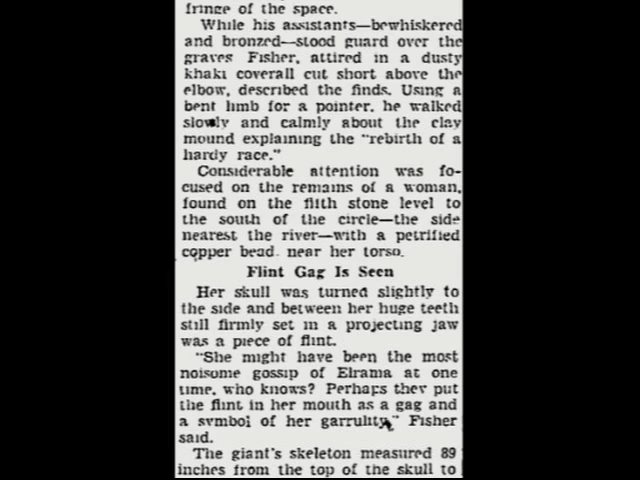 fringe of the space.
While his assistants—bewhiskered
and bronzed—stood guard over the
graves Fisher, attired in a dusty
khaki coverall cut short above the
elbow, described the finds. Using a
bent limb for a pointer, he walked
slowly and calmly about the clay
mound explaining the "rebirth of a
hardy race."
Considerable attention was fo-
cused on the remains of a woman,
found on the fifth stone level to
the south of the circle—the side
nearest the river—with a petrified
copper bead near her torso.
Flint Gag Is Seen
Her skull was turned slightly to
the side and between her huge teeth
still firmly set in a projecting jaw
was a piece of flint.
"She might have been the most
noisome gossip of Elrama at one
time, who knows? Perhaps they put
the flint in her mouth as a gag and
a symbol of her garrulity," Fisher
said.
The giant's skeleton measured 89
inches from the top of the skull to